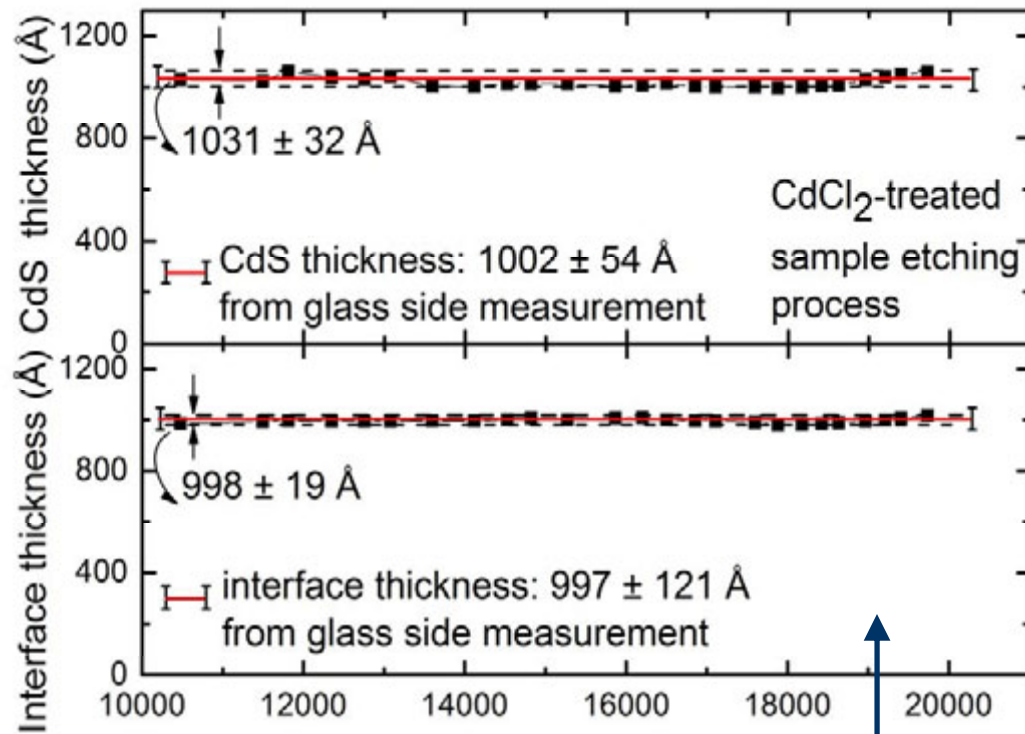 CdS thickness (Å)
1200
800
400
0
1031 ± 32 Å
CdCl2-treated
sample etching
process
CdS thickness: 1002 ± 54 Å
from glass side measurement
Interface thickness (Å)
1200
800
400
0
998 ± 19 Å
interface thickness: 997 ± 121 Å
from glass side measurement
10000 12000 14000 16000 18000 20000